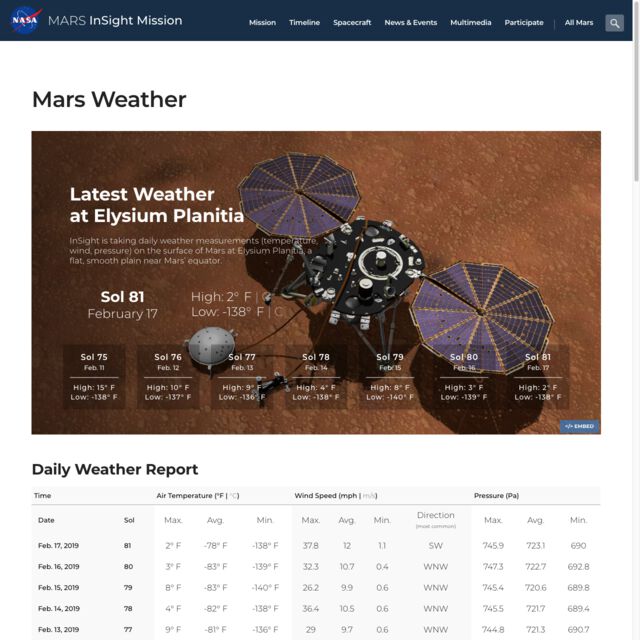 NASA
MARS InSight Mission
Mission Timeline Spacecraft News & Events Multimedia Participate All Mars
Mars Weather
Latest Weather
at Elysium Planitia
InSight is taking daily weather measurements (temperature,
wind, pressure) on the surface of Mars at Elysium Planitia, a
flat, smooth plain near Mars' equator.
Sol 81
February 17
High: 2° F | C
Low: -138° F | C
Sol 75 Sol 76 Sol 77 Sol 78 Sol 79 Sol 80 Sol 81
Feb. 11 Feb. 12 Feb. 13 Feb. 14 Feb. 15 Feb. 16 Feb. 17
High: 15° F High: 10° F High: 9° F High: 4° F High: 8° F High: 3° F High: 2° F
Low: -138° F Low: -137° F Low: -136° F Low: -138° F Low: -140° F Low: -139° F Low: -138° F
</> EMBED
Daily Weather Report
Time Air Temperature (°F | °C) Wind Speed (mph | m/s) Pressure (Pa)
Date Sol Max. Avg. Min. Max. Avg. Min. Direction (most common) Max. Avg. Min.
Feb. 17, 2019 81 2° F -78° F -138° F 37.8 12 1.1 SW 745.9 723.1 690
Feb. 16, 2019 80 3° F -83° F -139° F 32.3 10.7 0.4 WNW 747.3 722.7 692.8
Feb. 15, 2019 79 8° F -83° F -140° F 26.2 9.9 0.6 WNW 745.4 720.6 689.8
Feb. 14, 2019 78 4° F -82° F -138° F 36.4 10.5 0.6 WNW 745.5 721.7 689.4
Feb. 13, 2019 77 9° F -81° F -136° F 29 9.7 0.6 WNW 744.8 721.3 690.7